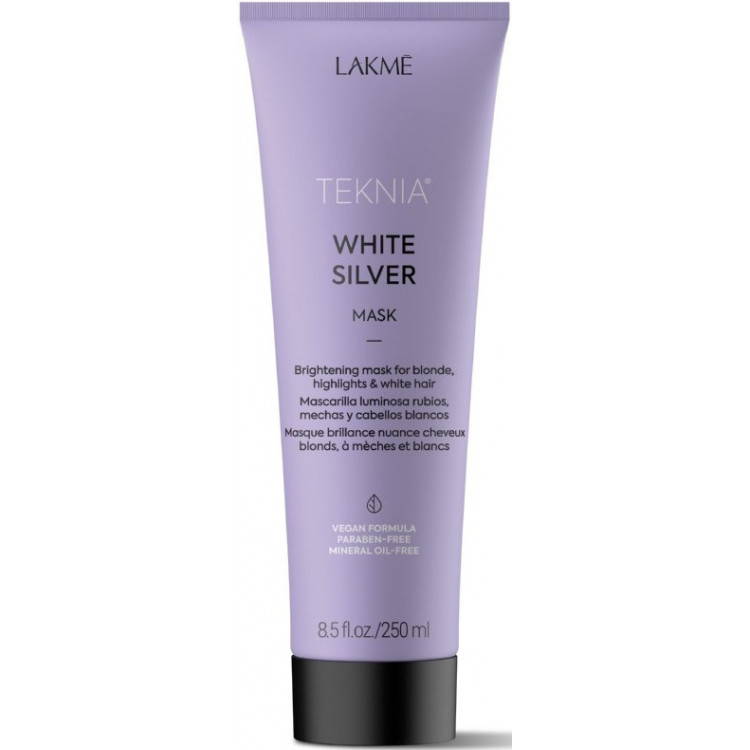 LAKMĒ
TEKNIA®
WHITE
SILVER
MASK
—
Brightening mask for blonde,
highlights & white hair
Mascarilla luminosa rubios,
mechas y cabellos blancos
Masque brillance nuance cheveux
blonds, à mèches et blancs
VEGAN FORMULA
PARABEN-FREE
MINERAL OIL-FREE
8.5 fl.oz./250 ml